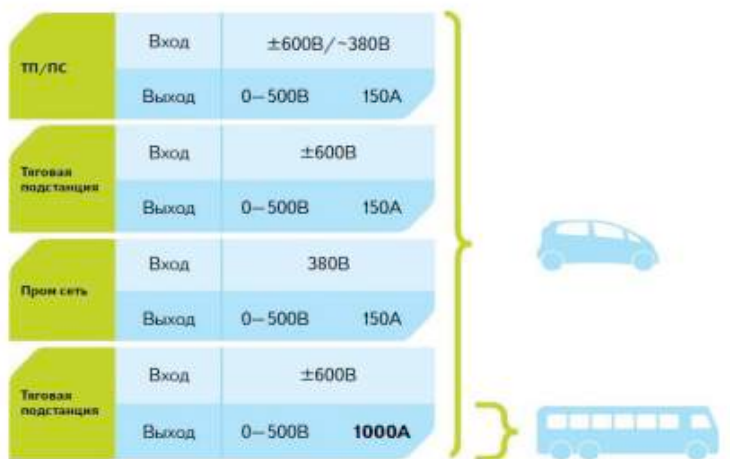 ТП/ПС
Вход ±600В/~380В
Выход 0—500В 150А
Тяговая
подстанция
Вход ±600В
Выход 0—500В 150А
Пром сеть
Вход 380В
Выход 0—500В 150А
Тяговая
подстанция
Вход ±600В
Выход 0—500В 1000А